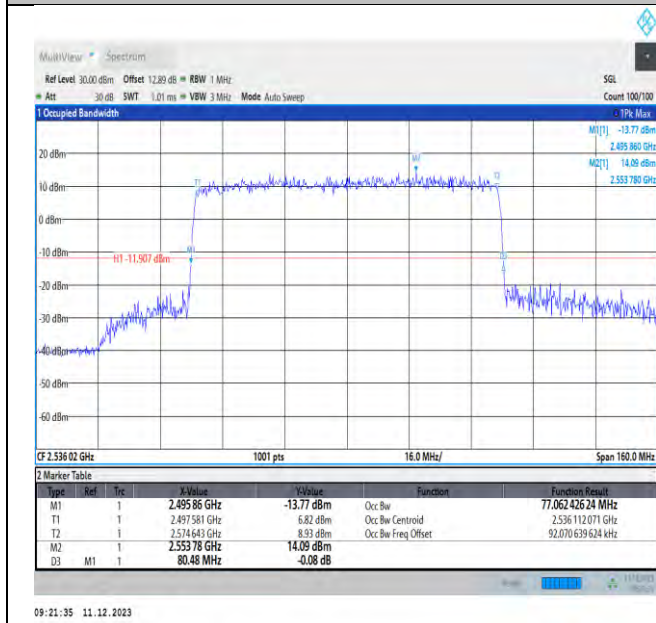 MultiView Spectrum
Ref Level 30.00 dBm Offset 12.89 dB RBW 1 MHz SGL
Att 30 dB SWT 1.01 ms VBW 3 MHz Mode Auto Sweep Count 100/100
1 Occupied Bandwidth 1Pk Max
M1[1] -13.77 dBm
2.495 860 GHz
M2[1] 14.09 dBm
2.553 780 GHz
20 dBm
M2
T1
T2
10 dBm
0 dBm
-10 dBm
M1
H1 -11.907 dBm
-20 dBm
-30 dBm
-40 dBm
-50 dBm
-60 dBm
CF 2.536 02 GHz 1001 pts 16.0 MHz/ Span 160.0 MHz
2 Marker Table
Type Ref Trc X-Value Y-Value Function Function Result
M1 1 2.495 86 GHz -13.77 dBm Occ Bw 77.062 426 24 MHz
T1 1 2.497 581 GHz 6.82 dBm Occ Bw Centroid 2.536 112 071 GHz
T2 1 2.574 643 GHz 8.93 dBm Occ Bw Freq Offset 92.070 639 624 kHz
M2 1 2.553 78 GHz 14.09 dBm
D3 M1 1 80.48 MHz -0.08 dB
09:21:35 11.12.2023